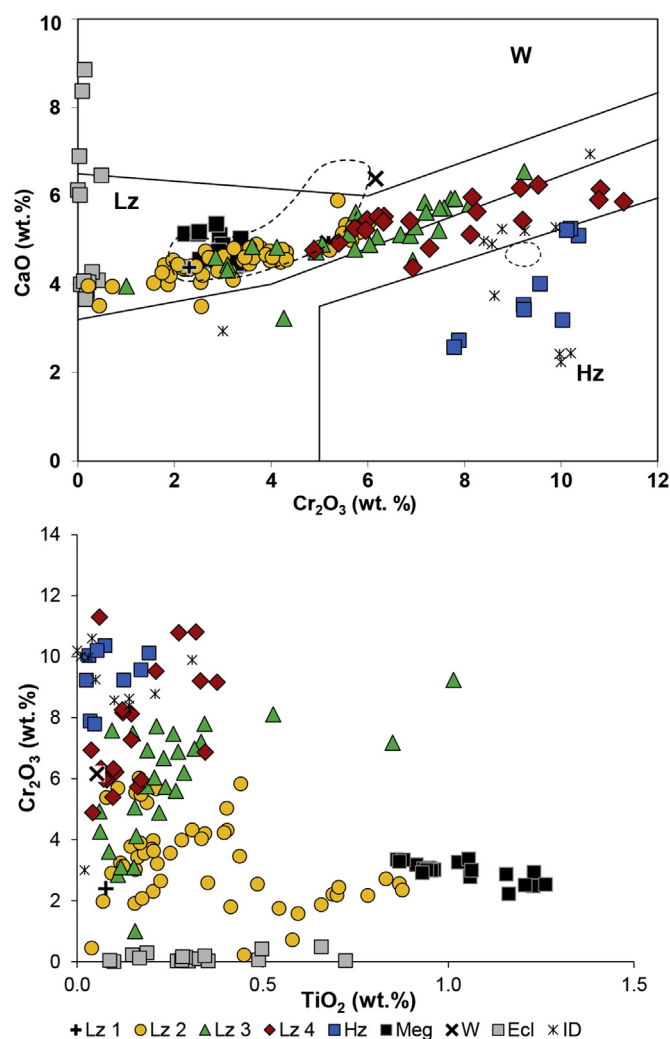 10
8
6
4
2
0
CaO (wt.%)
W
Lz
Hz
0 2 4 6 8 10 12
Cr₂O₃ (wt. %)
14
12
10
8
6
4
2
0
Cr₂O₃ (wt.%)
0.0 0.5 1.0 1.5
TiO₂ (wt.%)
Lz 1 Lz 2 Lz 3 Lz 4 Hz Meg W Ecl ID